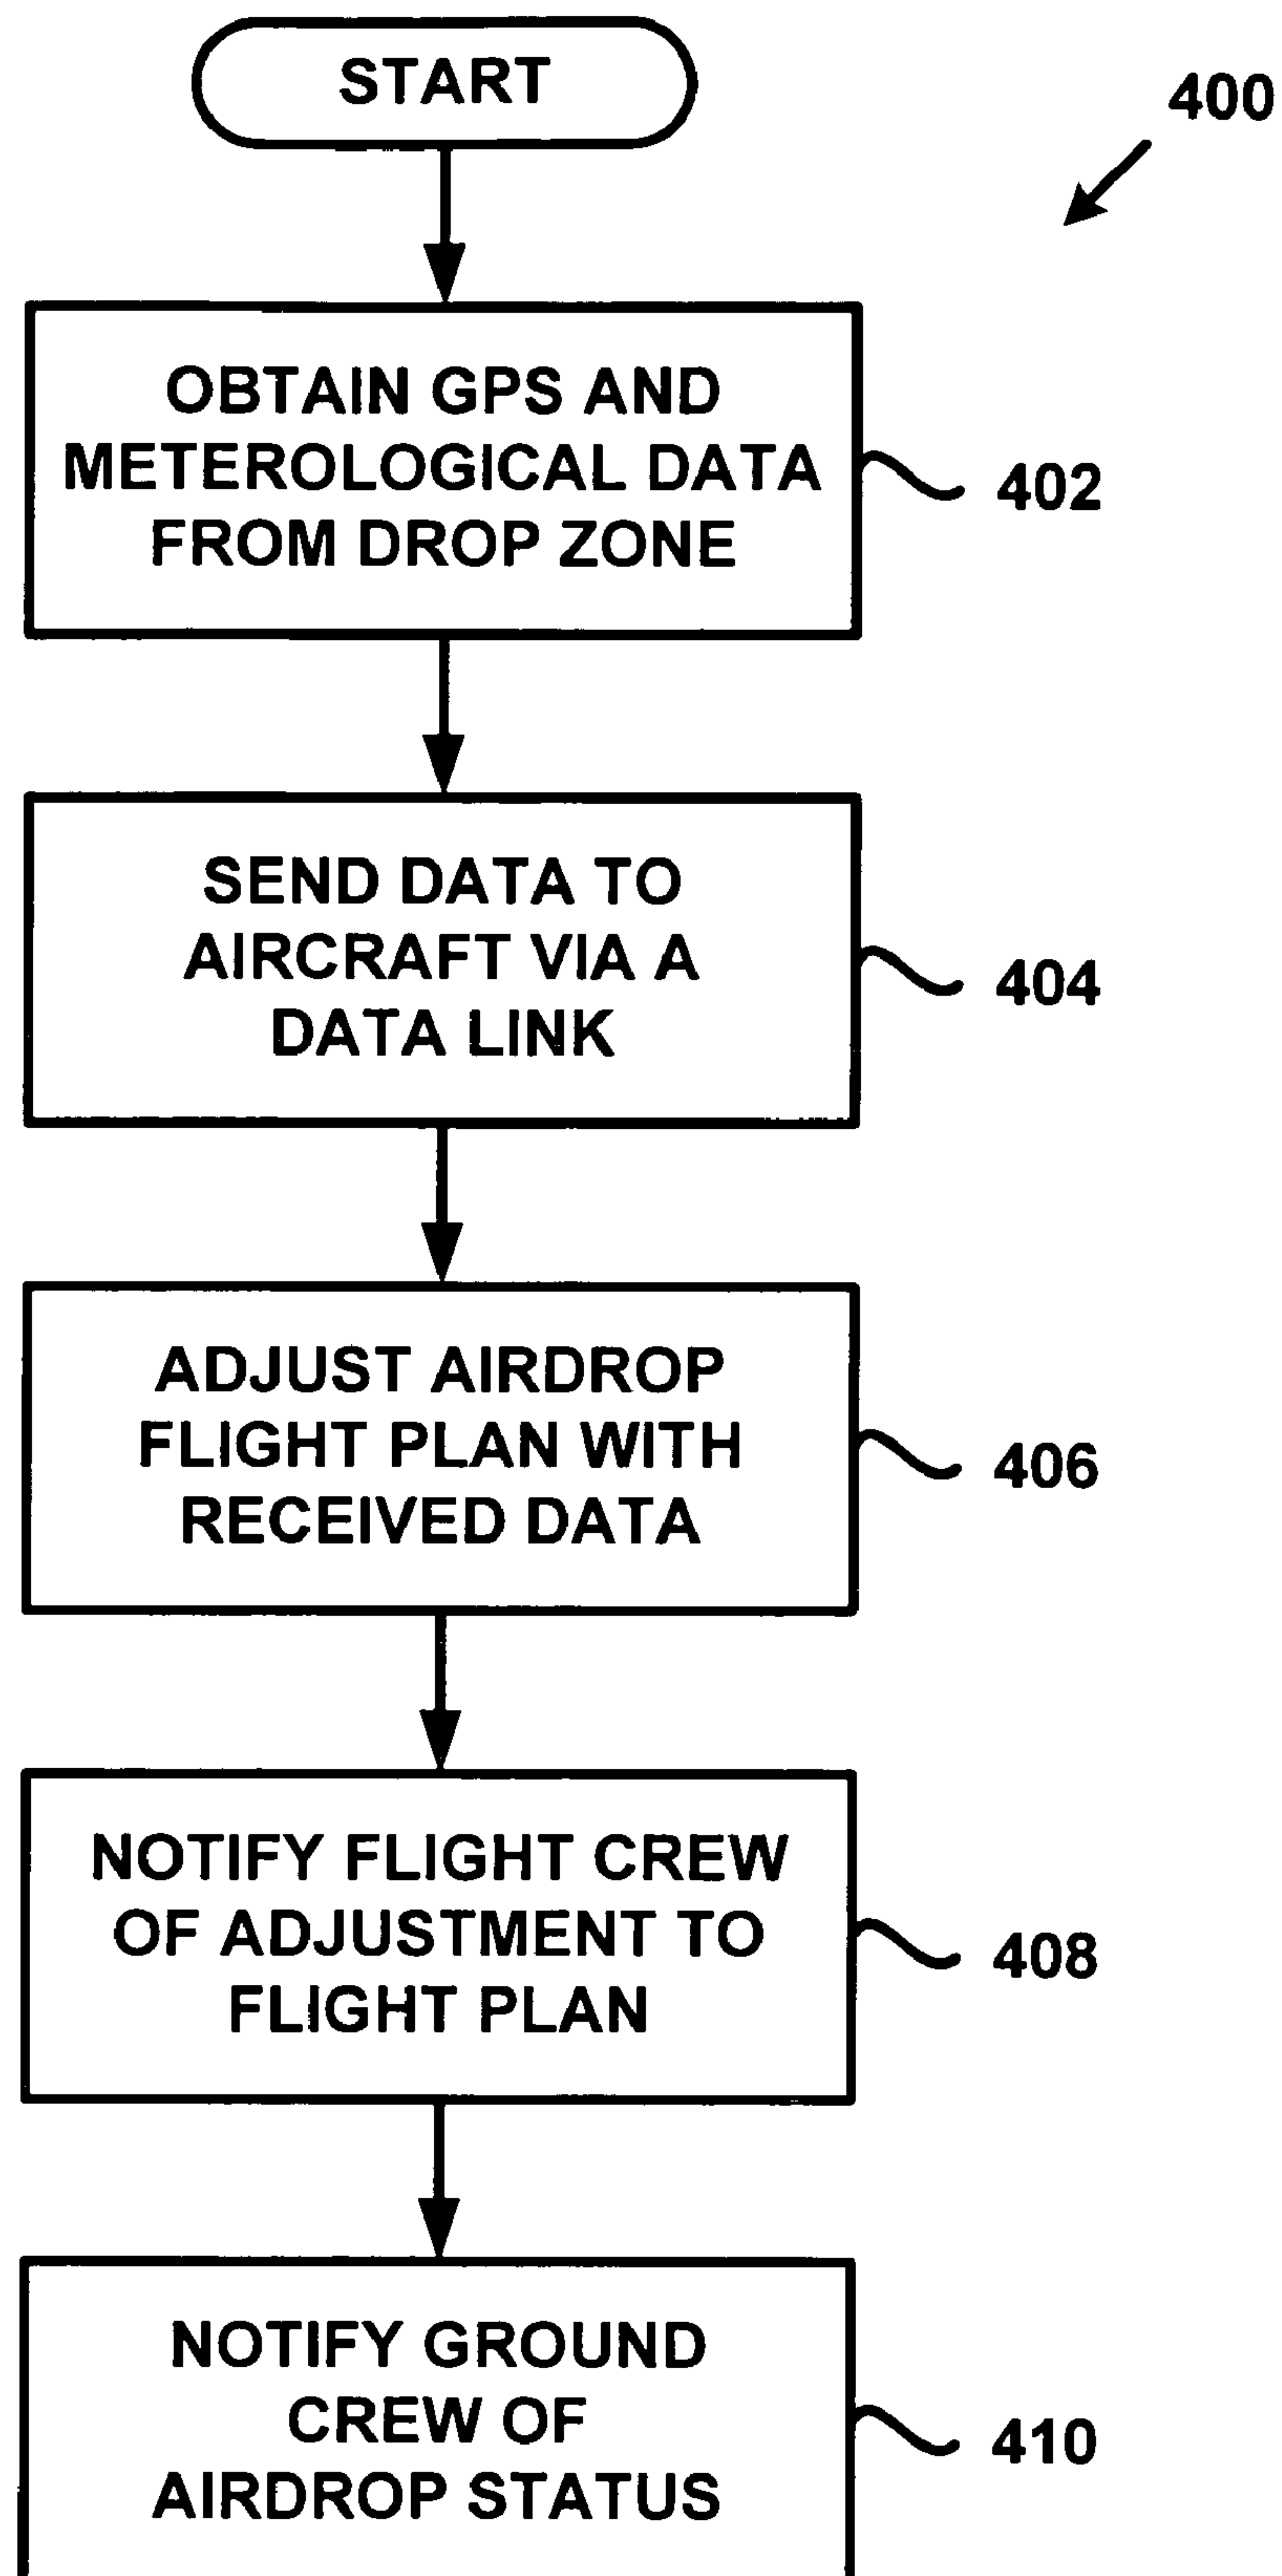 START
400
OBTAIN GPS AND
METEROLOGICAL DATA
FROM DROP ZONE
402
SEND DATA TO
AIRCRAFT VIA A
DATA LINK
404
ADJUST AIRDROP
FLIGHT PLAN WITH
RECEIVED DATA
406
NOTIFY FLIGHT CREW
OF ADJUSTMENT TO
FLIGHT PLAN
408
NOTIFY GROUND
CREW OF
AIRDROP STATUS
410